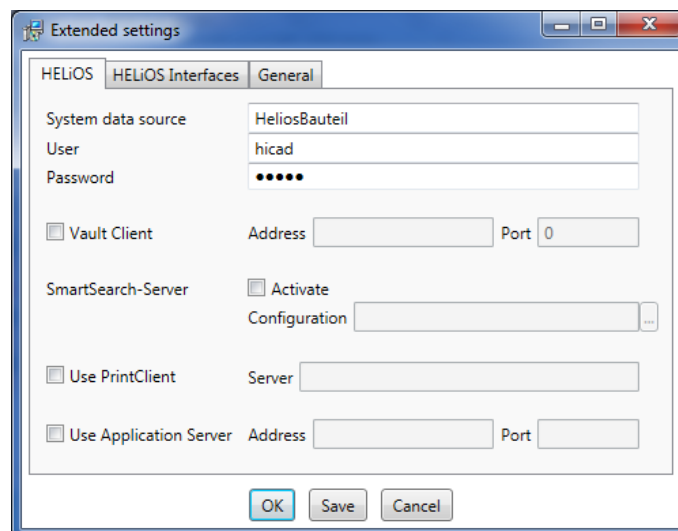 Extended settings
HELiOS HELiOS Interfaces General
System data source HeliosBauteil
User hicad
Password •••••
Vault Client Address Port 0
SmartSearch-Server Activate
Configuration ...
Use PrintClient Server
Use Application Server Address Port
OK Save Cancel